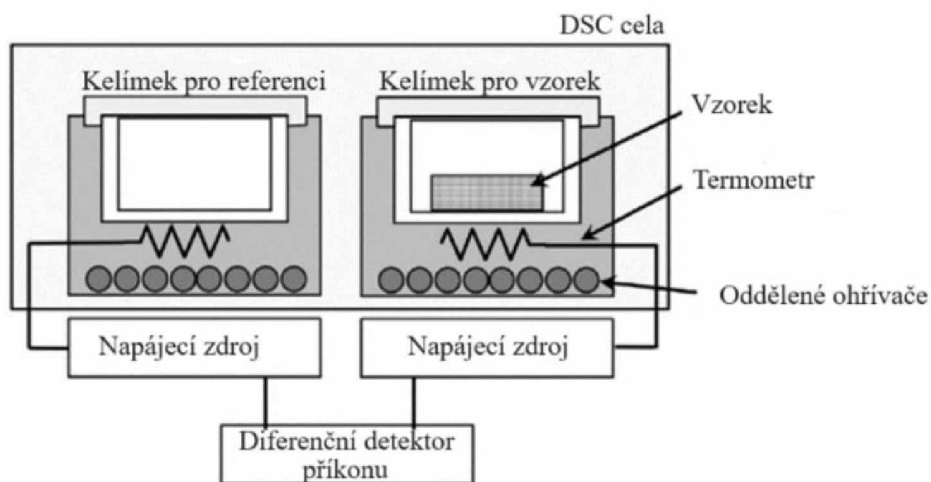 DSC cela
Kelímek pro referenci
Kelímek pro vzorek
Vzorek
Termometr
Oddělené ohřívače
Napájecí zdroj
Napájecí zdroj
Diferenční detektor
příkonu